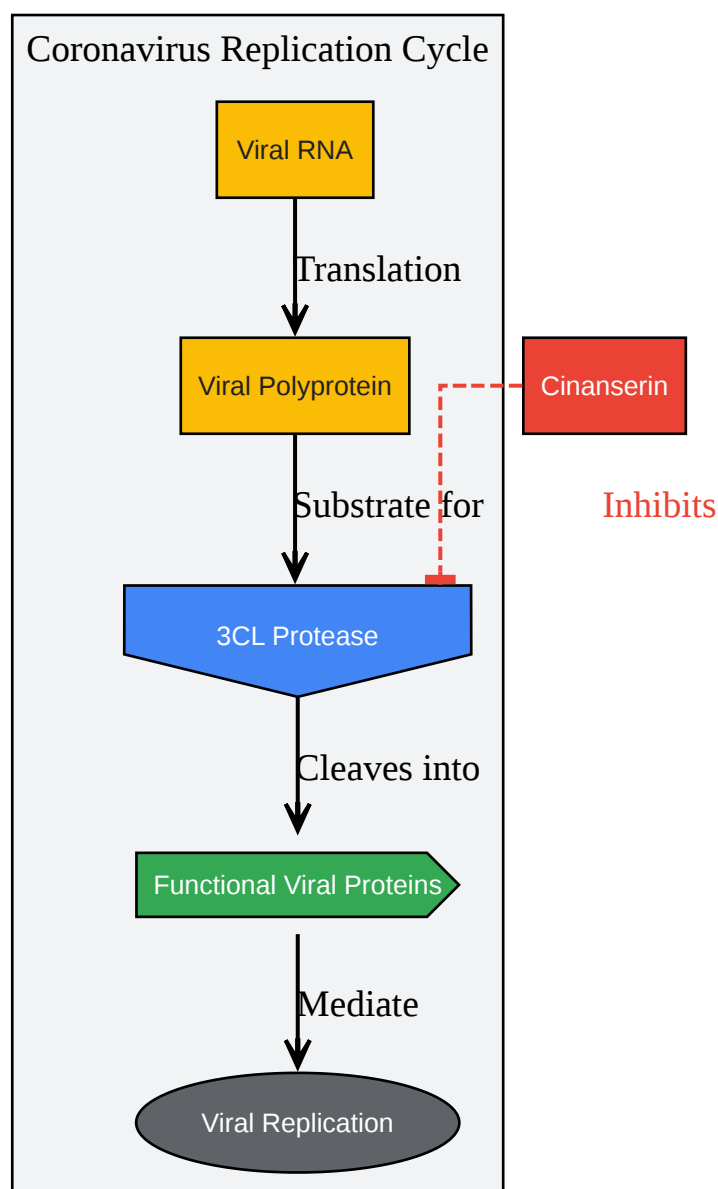 Coronavirus Replication Cycle
Viral RNA
Translation
Viral Polyprotein
Cinanserin
Substrate for
Inhibits
3CL Protease
Cleaves into
Functional Viral Proteins
Mediate
Viral Replication